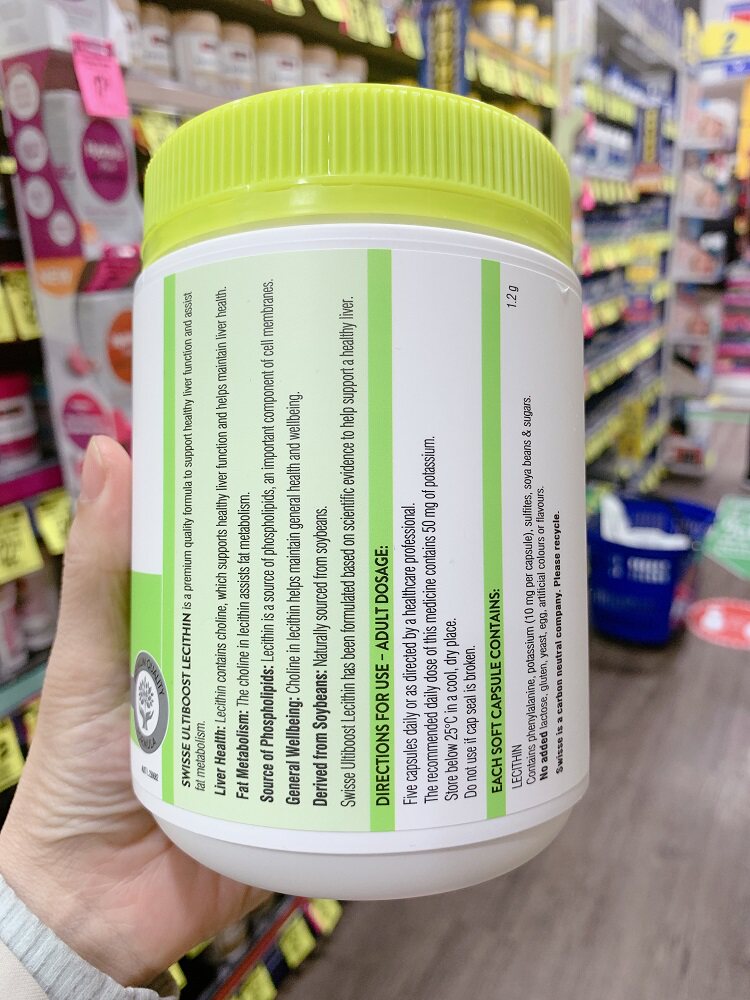 SWISSE ULTIBOOST LECITHIN is a premium quality formula to support healthy liver function and assist
fat metabolism.
Liver Health: Lecithin contains choline, which supports healthy liver function and helps maintain liver health.
Fat Metabolism: The choline in lecithin assists fat metabolism.
Source of Phospholipids: Lecithin is a source of phospholipids, an important component of cell membranes.
General Wellbeing: Choline in lecithin helps maintain general health and wellbeing.
Derived from Soybeans: Naturally sourced from soybeans.
Swisse Ultiboost Lecithin has been formulated based on scientific evidence to help support a healthy liver.
DIRECTIONS FOR USE – ADULT DOSAGE:
Five capsules daily or as directed by a healthcare professional.
The recommended daily dose of this medicine contains 50 mg of potassium.
Store below 25°C in a cool, dry place.
Do not use if cap seal is broken.
EACH SOFT CAPSULE CONTAINS:
LECITHIN 1.2 g
Contains phenylalanine, potassium (10 mg per capsule), sulfites, soya beans & sugars.
No added lactose, gluten, yeast, egg, artificial colours or flavours.
Swisse is a carbon neutral company. Please recycle.